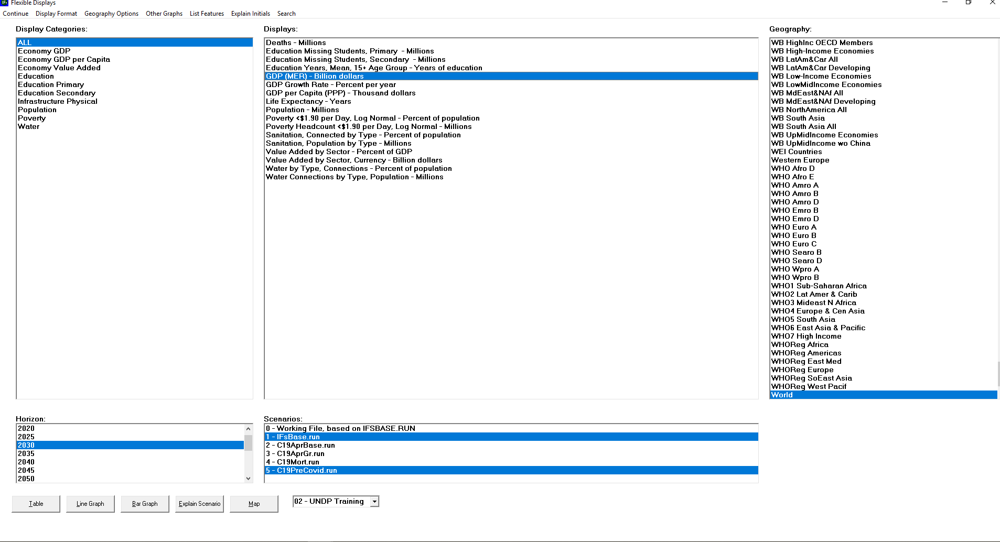 IFs Flexible Displays
Continue Display Format Geography Options Other Graphs List Features Explain Initials Search
Display Categories:
ALL
Economy GDP
Economy GDP per Capita
Economy Value Added
Education
Education Primary
Education Secondary
Infrastructure Physical
Population
Poverty
Water
Displays:
Deaths - Millions
Education Missing Students, Primary - Millions
Education Missing Students, Secondary - Millions
Education Years, Mean, 15+ Age Group - Years of education
GDP (MER) - Billion dollars
GDP Growth Rate - Percent per year
GDP per Capita (PPP) - Thousand dollars
Life Expectancy - Years
Population - Millions
Poverty <$1.90 per Day, Log Normal - Percent of population
Poverty Headcount <$1.90 per Day, Log Normal - Millions
Sanitation, Connected by Type - Percent of population
Sanitation, Population by Type - Millions
Value Added by Sector - Percent of GDP
Value Added by Sector, Currency - Billion dollars
Water by Type, Connections - Percent of population
Water Connections by Type, Population - Millions
Geography:
WB HighInc OECD Members
WB High-Income Economies
WB LatAm&Car All
WB LatAm&Car Developing
WB Low-Income Economies
WB LowMidIncome Economies
WB MdEast&NAf All
WB MdEast&NAf Developing
WB NorthAmerica All
WB South Asia
WB South Asia All
WB UpMidIncome Economies
WB UpMidIncome wo China
WEI Countries
Western Europe
WHO Afro D
WHO Afro E
WHO Amro A
WHO Amro B
WHO Amro D
WHO Emro B
WHO Emro D
WHO Euro A
WHO Euro B
WHO Euro C
WHO Searo B
WHO Searo D
WHO Wpro A
WHO Wpro B
WHO1 Sub-Saharan Africa
WHO2 Lat Amer & Carib
WHO3 Mideast N Africa
WHO4 Europe & Cen Asia
WHO5 South Asia
WHO6 East Asia & Pacific
WHO7 High Income
WHOReg Africa
WHOReg Americas
WHOReg East Med
WHOReg Europe
WHOReg SoEast Asia
WHOReg West Pacif
World
Horizon:
2020
2025
2030
2035
2040
2045
2050
Scenarios:
0 - Working File, based on IFSBASE.RUN
1 - IFsBase.run
2 - C19AprBase.run
3 - C19AprGr.run
4 - C19Mort.run
5 - C19PreCovid.run
Table Line Graph Bar Graph Explain Scenario Map 02 - UNDP Training